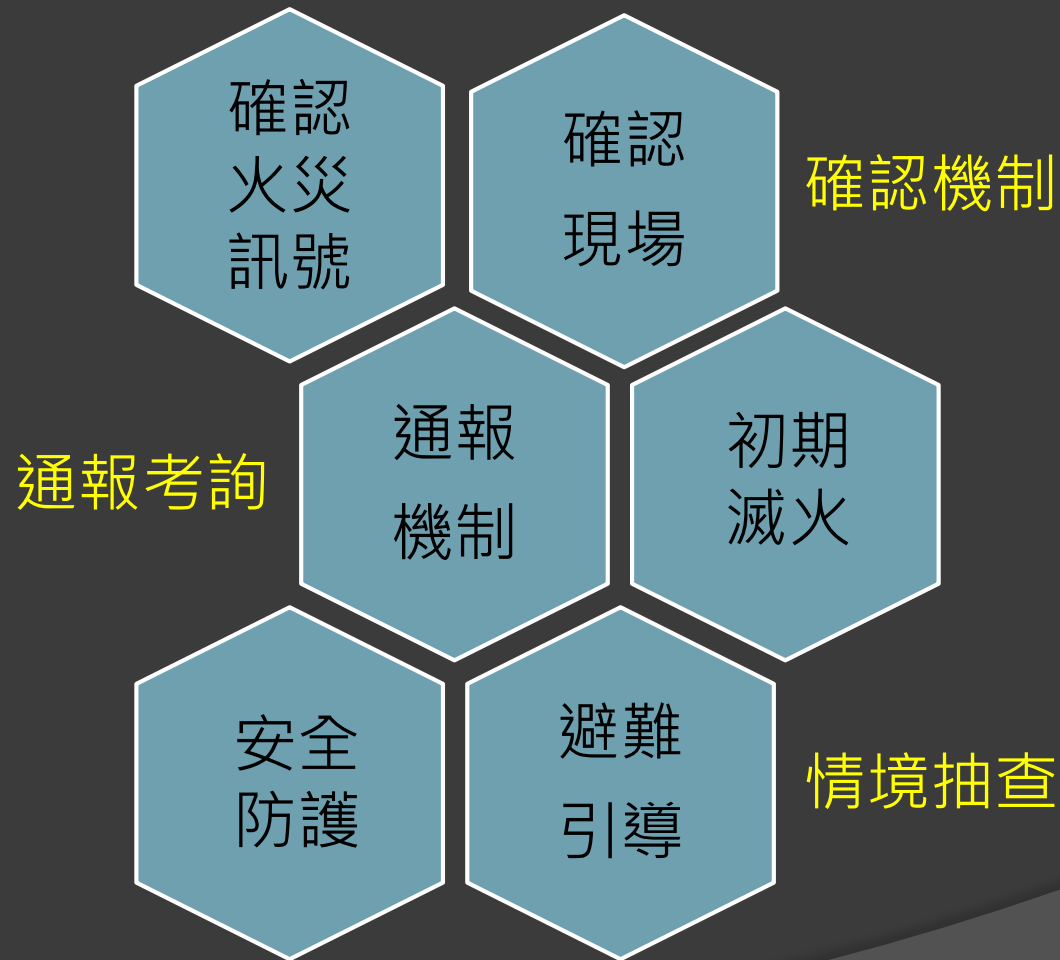 確認
火災
訊號
確認
現場
確認機制
通報考詢
通報
機制
初期
滅火
安全
防護
避難
引導
情境抽查